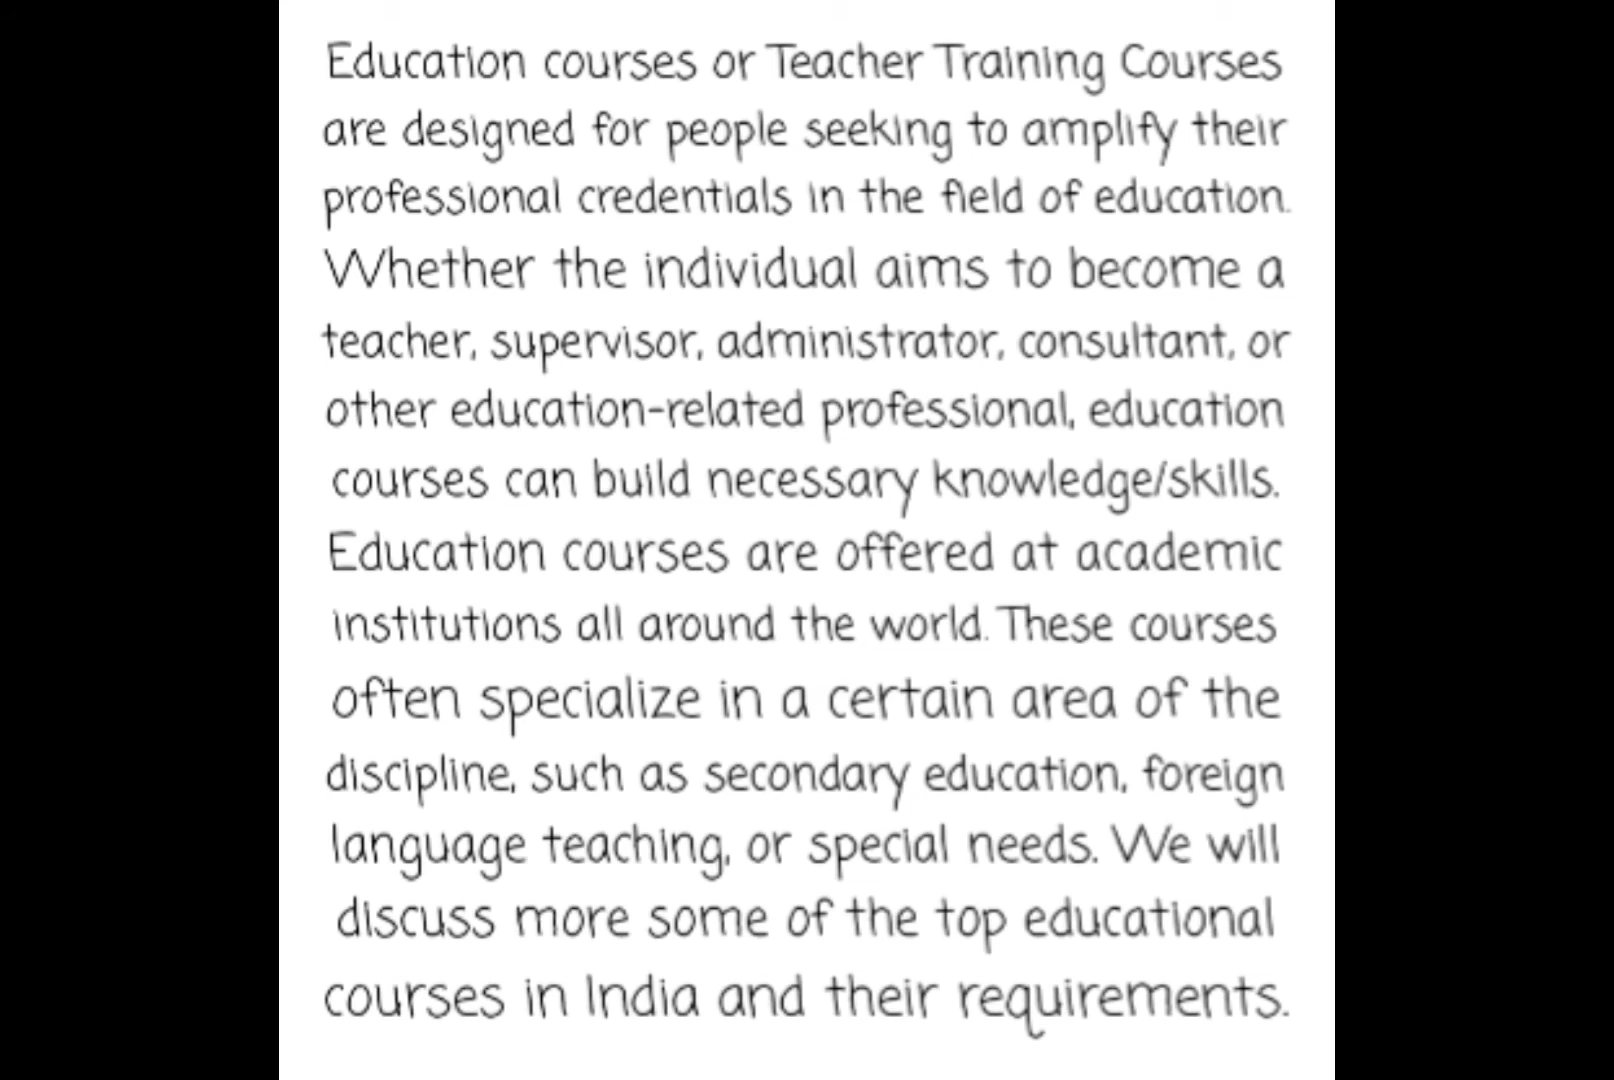 Education courses or Teacher Training Courses
are designed for people seeking to amplify their
professional credentials in the field of education.
Whether the individual aims to become a
teacher, supervisor, administrator, consultant, or
other education-related professional, education
courses can build necessary knowledge/skills.
Education courses are offered at academic
institutions all around the world. These courses
often specialize in a certain area of the
discipline, such as secondary education, foreign
language teaching, or special needs. We will
discuss more some of the top educational
courses in India and their requirements.